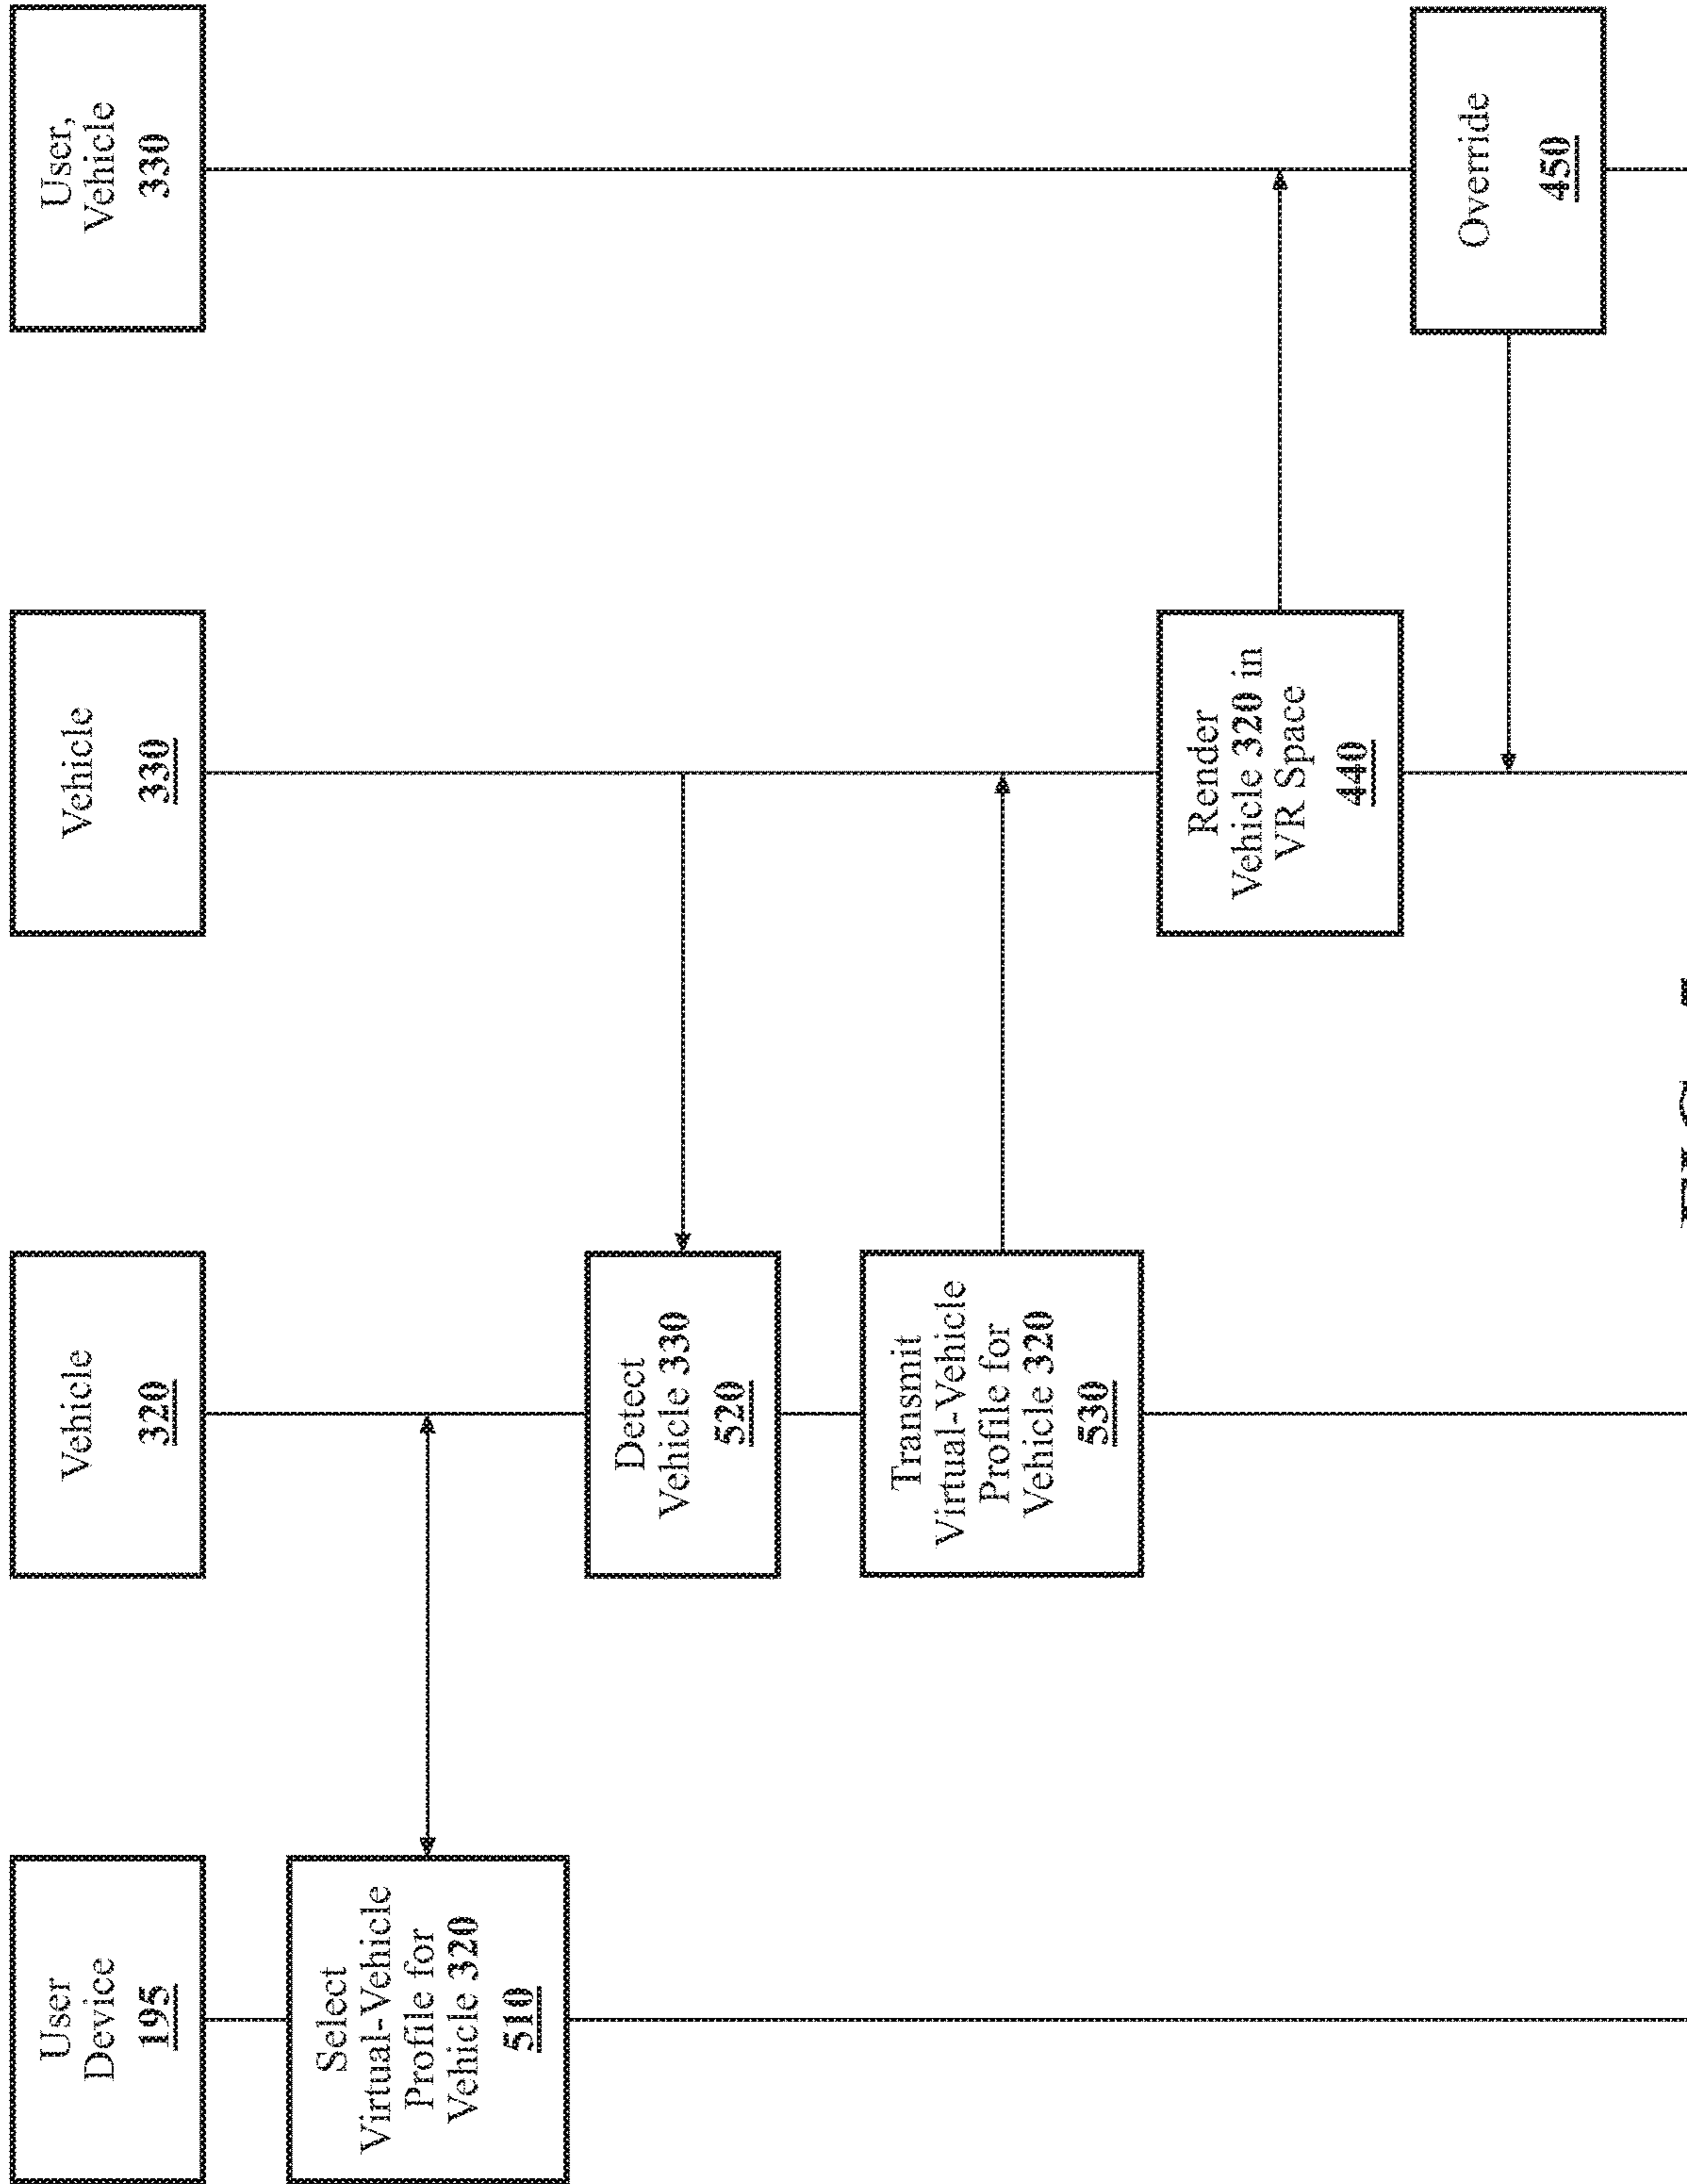 User
Device
195
Vehicle
320
Vehicle
330
User,
Vehicle
330
Select
Virtual-Vehicle
Profile for
Vehicle 320
510
Detect
Vehicle 330
520
Transmit
Virtual-Vehicle
Profile for
Vehicle 320
530
Render
Vehicle 320 in
VR Space
440
Override
450